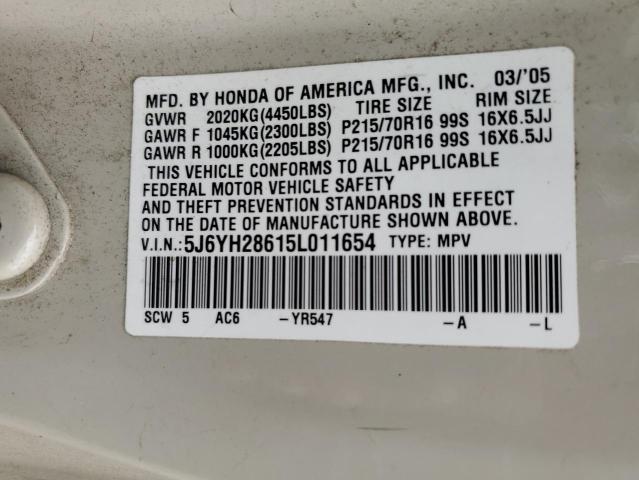 MFD. BY HONDA OF AMERICA MFG., INC. 03/'05
GVWR 2020KG(4450LBS) TIRE SIZE RIM SIZE
GAWR F 1045KG(2300LBS) P215/70R16 99S 16X6.5JJ
GAWR R 1000KG(2205LBS) P215/70R16 99S 16X6.5JJ
THIS VEHICLE CONFORMS TO ALL APPLICABLE
FEDERAL MOTOR VEHICLE SAFETY
AND THEFT PREVENTION STANDARDS IN EFFECT
ON THE DATE OF MANUFACTURE SHOWN ABOVE.
V.I.N.:5J6YH28615L011654 TYPE: MPV
SCW 5 AC6 -YR547 -A -L